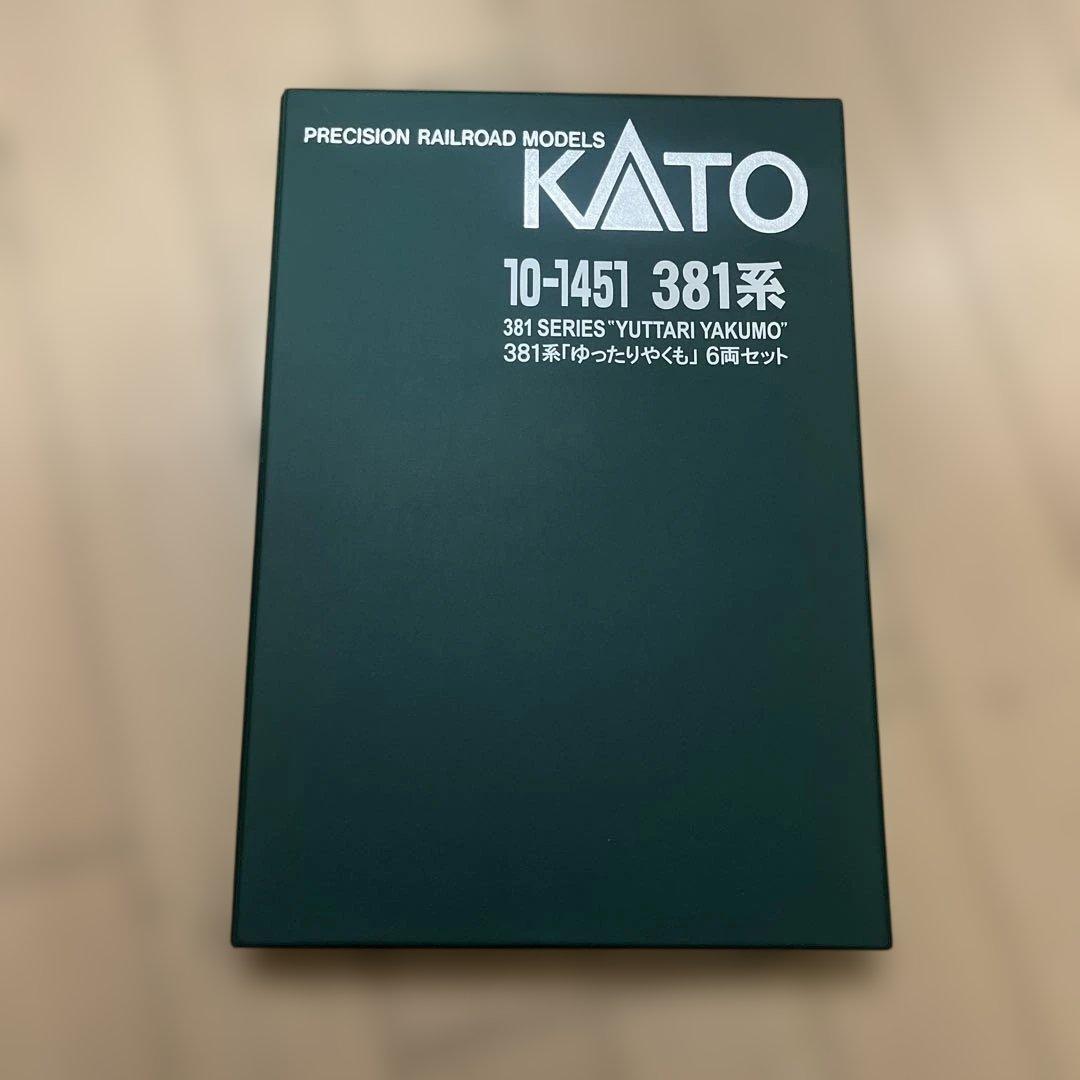 PRECISION RAILROAD MODELS
KATO
10-1451 381系
381 SERIES "YUTTARI YAKUMO"
381系｢ゆったりやくも｣ 6両セット